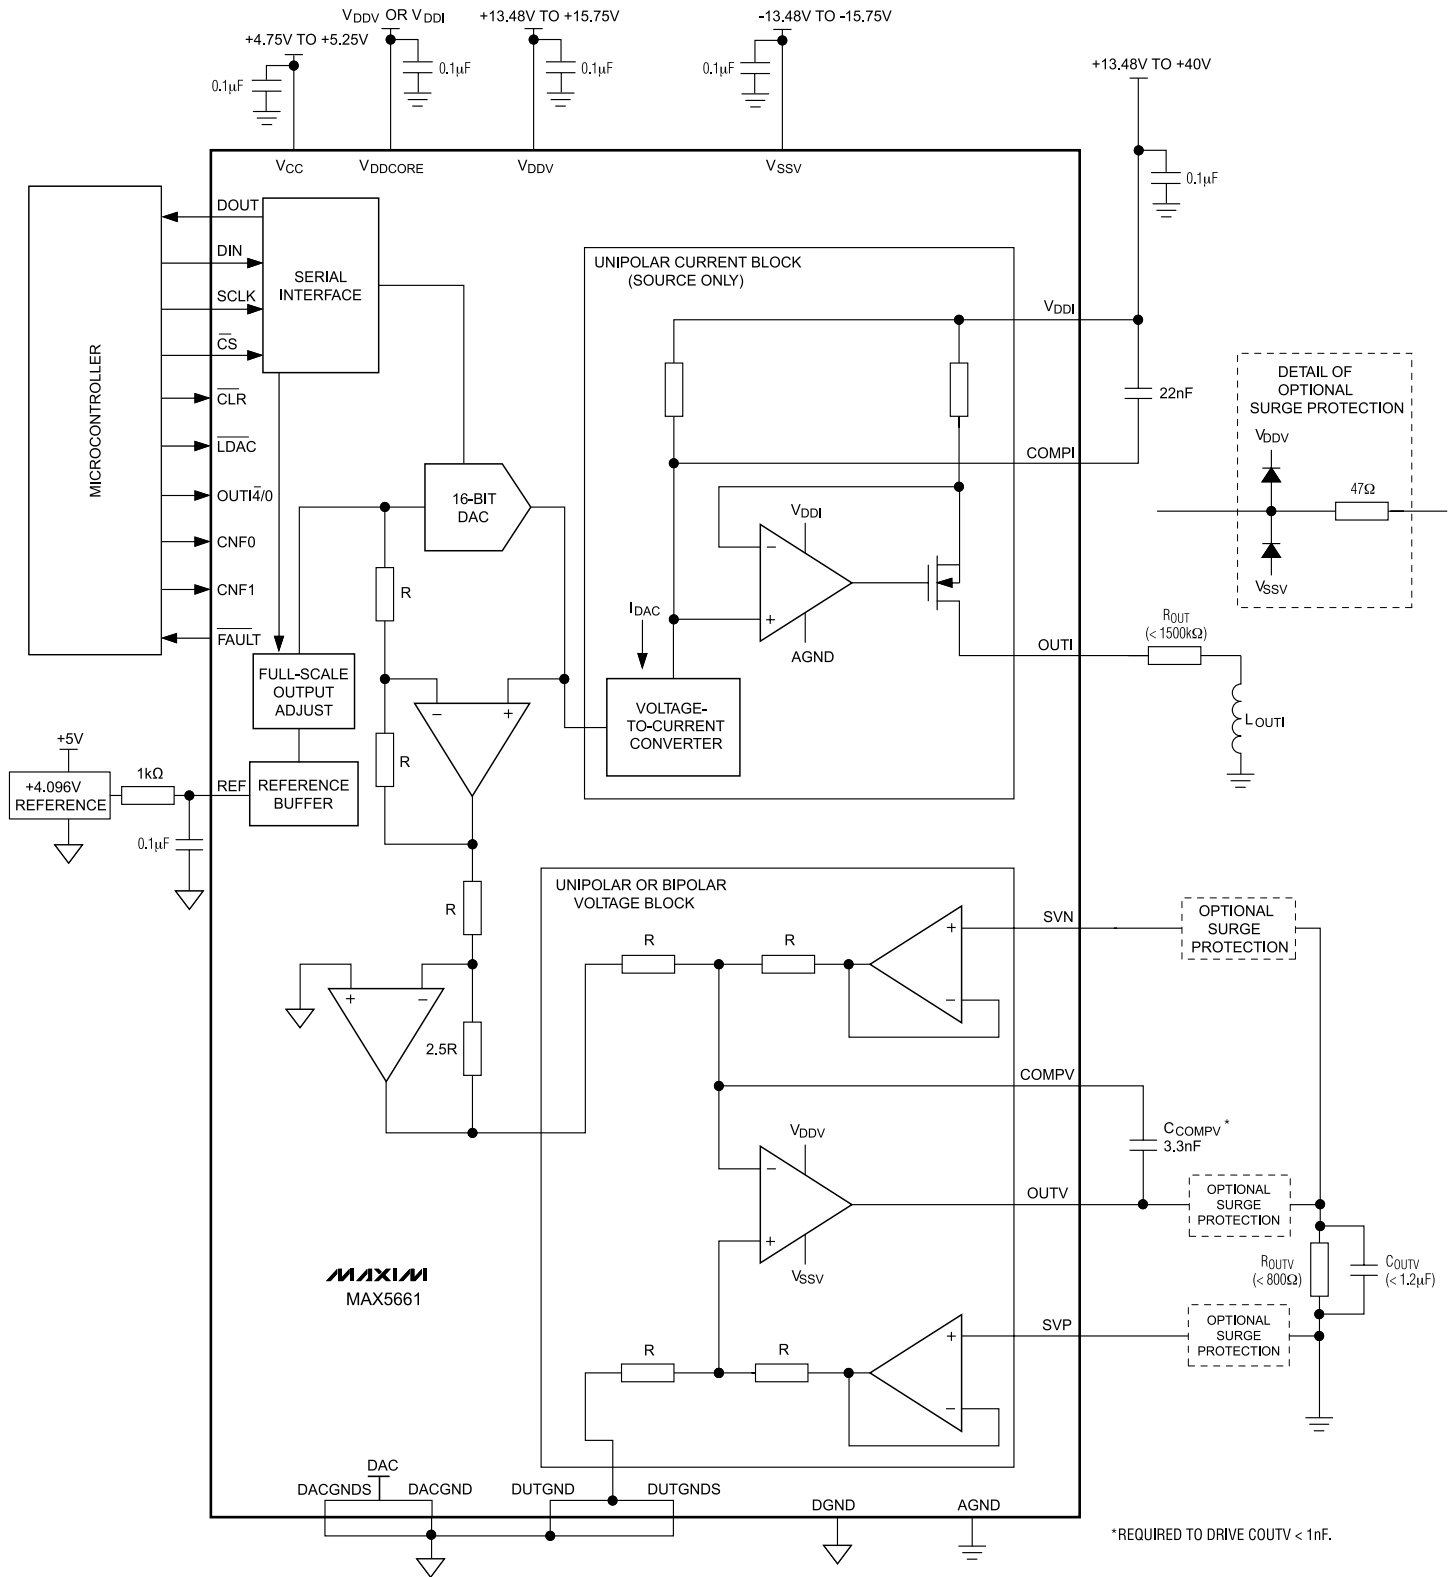 VDDV OR VDDI
+13.48V TO +15.75V
-13.48V TO -15.75V
+4.75V TO +5.25V
+13.48V TO +40V
0.1µF
0.1µF
0.1µF
0.1µF
0.1µF
VCC
VDDCORE
VDDV
VSSV
MICROCONTROLLER
DOUT
DIN
SCLK
C̅S̅
C̅L̅R̅
L̅D̅A̅C̅
OUTI4̅/0
CNF0
CNF1
F̅A̅U̅L̅T̅
SERIAL
INTERFACE
16-BIT
DAC
FULL-SCALE
OUTPUT
ADJUST
REFERENCE
BUFFER
+5V
+4.096V
REFERENCE
1kΩ
REF
0.1µF
R
R
−
+
R
+
−
2.5R
UNIPOLAR CURRENT BLOCK
(SOURCE ONLY)
VDDI
22nF
COMPI
VDDI
−
+
AGND
IDAC
VOLTAGE-
TO-CURRENT
CONVERTER
OUTI
ROUT
(< 1500kΩ)
LOUTI
DETAIL OF
OPTIONAL
SURGE PROTECTION
VDDV
47Ω
VSSV
UNIPOLAR OR BIPOLAR
VOLTAGE BLOCK
R
R
+
−
SVN
OPTIONAL
SURGE
PROTECTION
COMPV
CCOMPV *
3.3nF
VDDV
−
+
VSSV
OUTV
OPTIONAL
SURGE
PROTECTION
ROUTV
(< 800Ω)
COUTV
(< 1.2µF)
R
R
+
−
SVP
OPTIONAL
SURGE
PROTECTION
MAXIM
MAX5661
DAC
DACGNDS
DACGND
DUTGND
DUTGNDS
DGND
AGND
*REQUIRED TO DRIVE COUTV < 1nF.